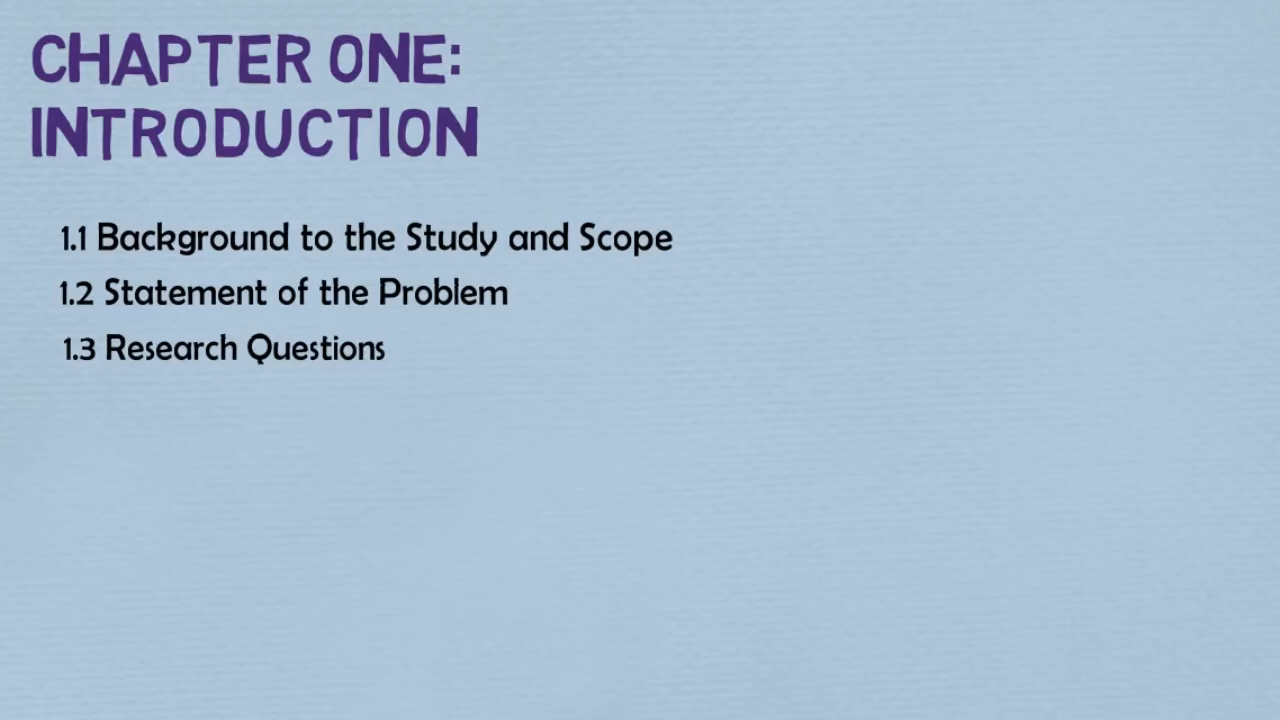 CHAPTER ONE:
INTRODUCTION
1.1 Background to the Study and Scope
1.2 Statement of the Problem
1.3 Research Questions